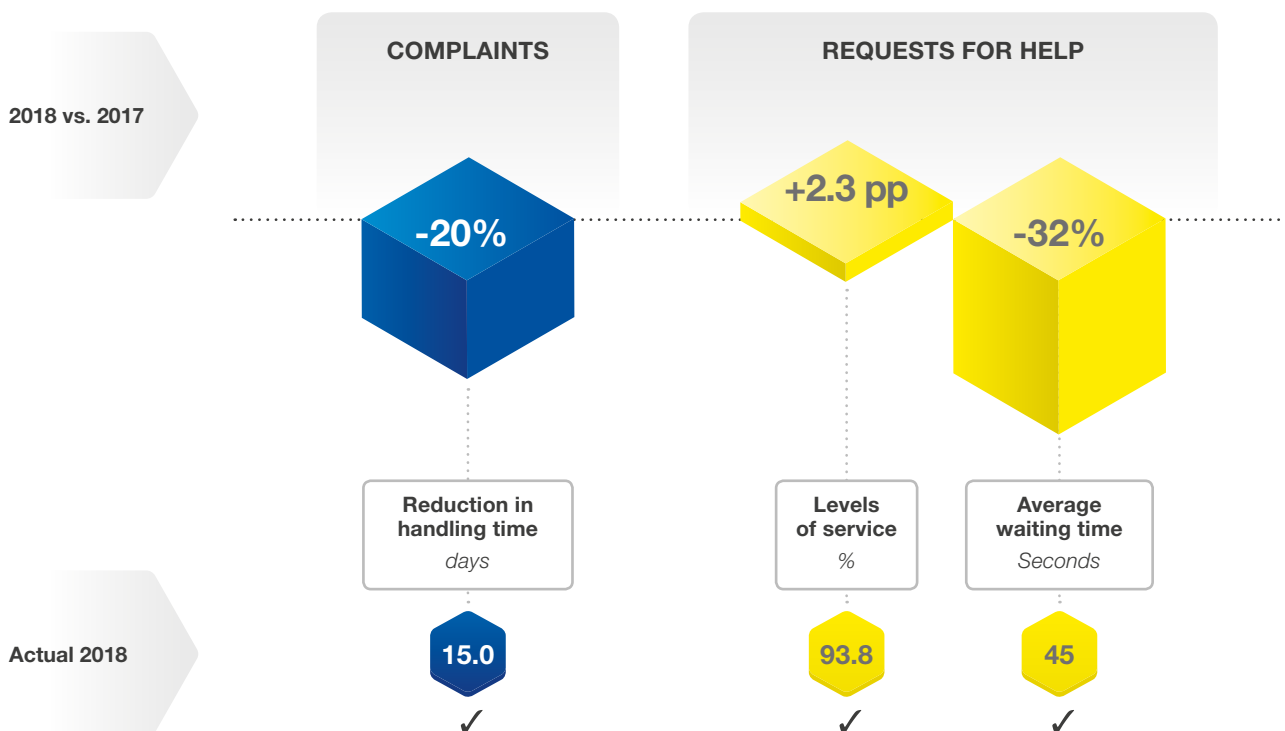 COMPLAINTS
REQUESTS FOR HELP
2018 vs. 2017
-20%
+2.3 pp
-32%
Reduction in
handling time
days
Levels
of service
%
Average
waiting time
Seconds
Actual 2018
15.0
93.8
45
✓
✓
✓